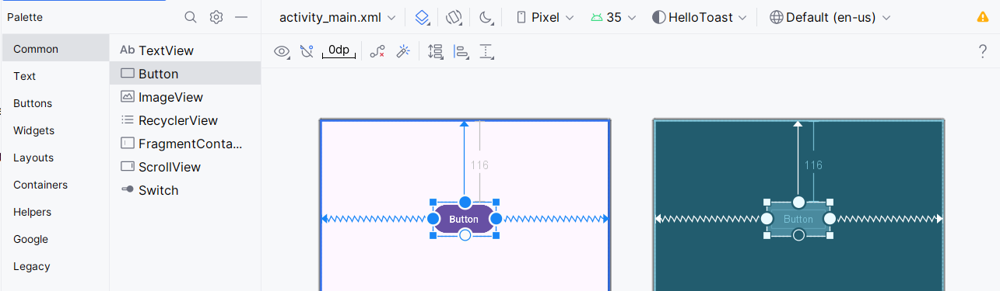 Palette
activity_main.xml
Pixel
35
HelloToast
Default (en-us)
Common
Text
Buttons
Widgets
Layouts
Containers
Helpers
Google
Legacy
Ab TextView
Button
ImageView
RecyclerView
FragmentConta...
ScrollView
Switch
0dp
?
116
Button
116
Button